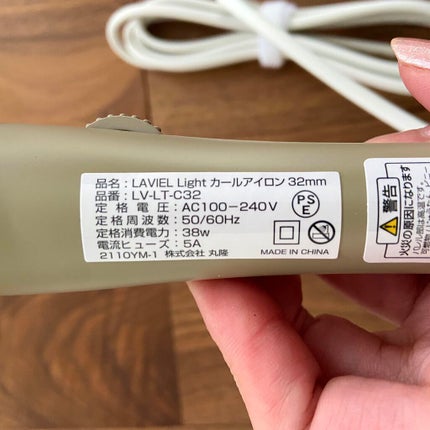 品名: LAVIEL Light カールアイロン 32mm
品番: LV-LT-C32
定格電圧: AC100-240V
定格周波数: 50/60Hz
定格消費電力: 38w
電流ヒューズ: 5A
2110YM-1 株式会社 丸隆
PSE
MADE IN CHINA
警告
火災の原因になります